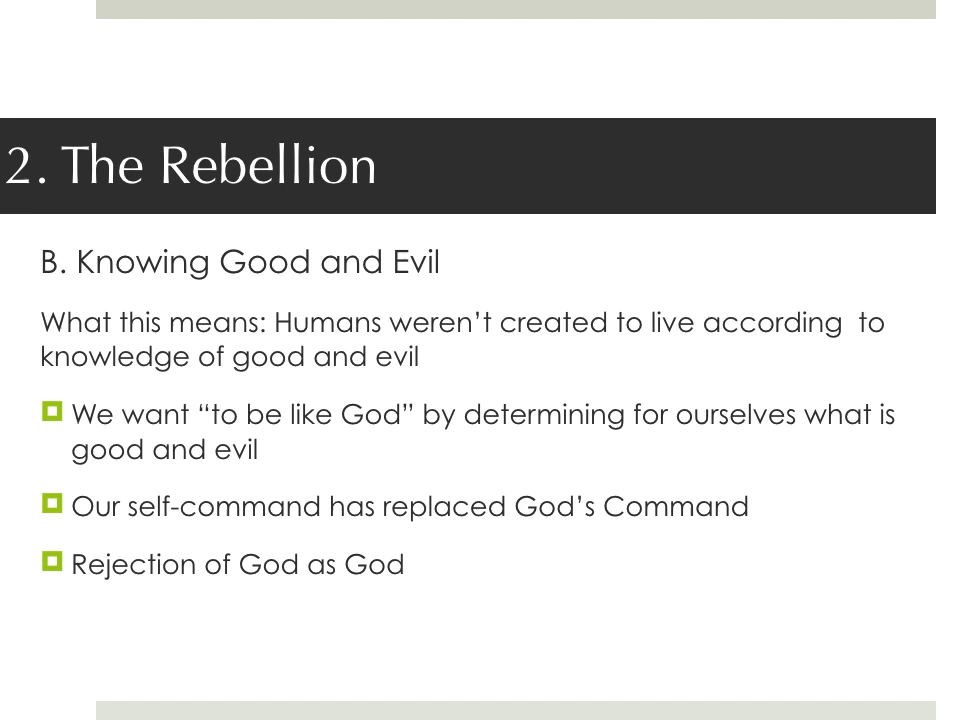 2. The Rebellion
B. Knowing Good and Evil
What this means: Humans weren’t created to live according  to
knowledge of good and evil
We want “to be like God” by determining for ourselves what is
good and evil
Our self-command has replaced God’s Command
Rejection of God as God